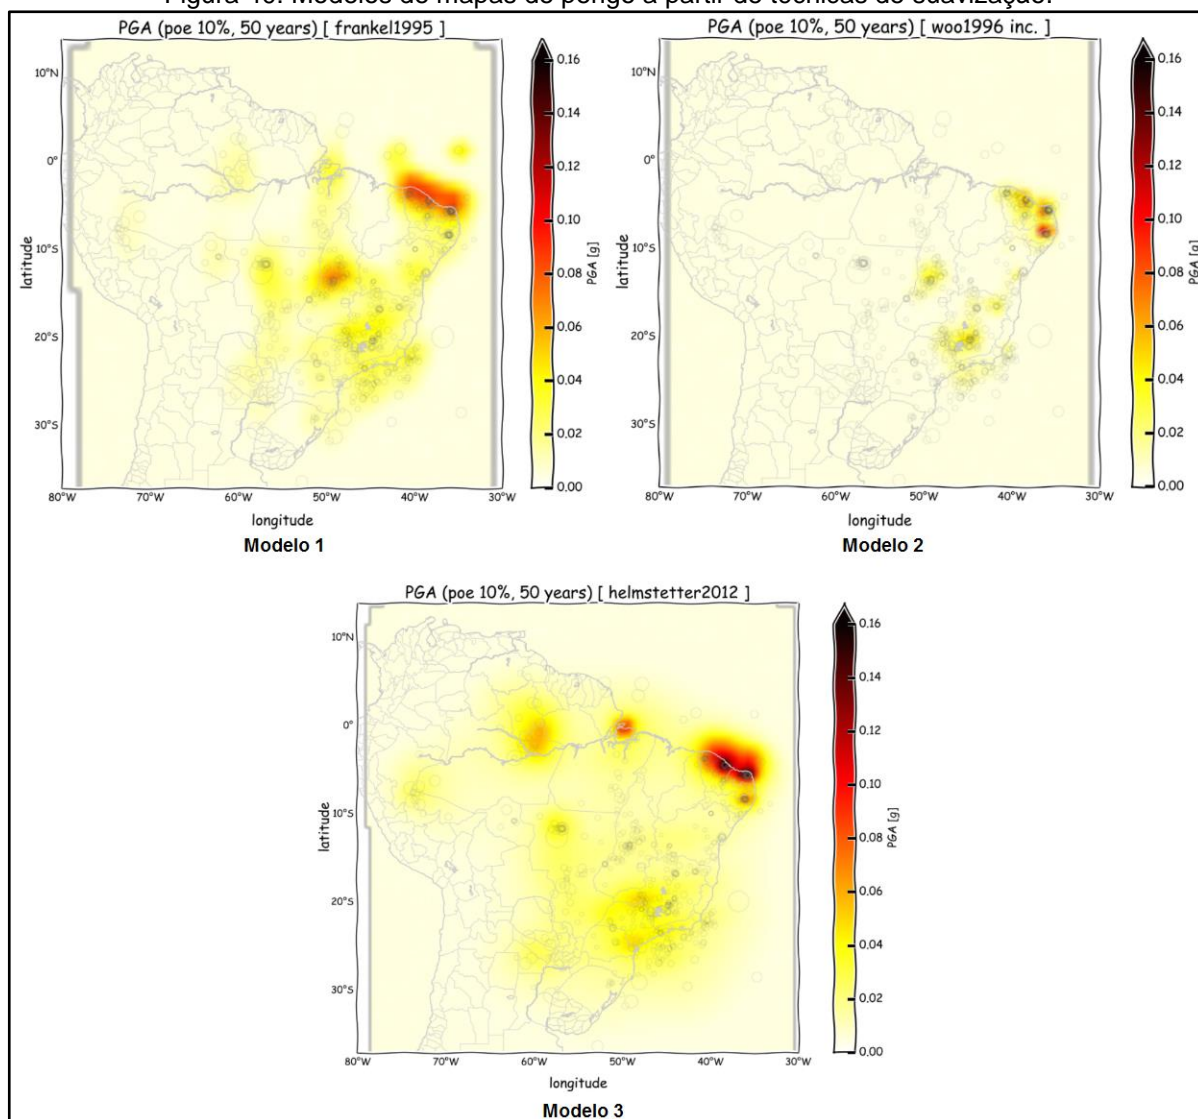 Figura 40: Modelos de mapas de perigo a partir de técnicas de suavização.
PGA (poe 10%, 50 years) [ frankel1995 ]
10°N
0°
10°S
20°S
30°S
latitude
80°W 70°W 60°W 50°W 40°W 30°W
longitude
0.16
0.14
0.12
0.10
0.08
0.06
0.04
0.02
0.00
PGA [g]
Modelo 1
PGA (poe 10%, 50 years) [ woo1996 inc. ]
10°N
0°
10°S
20°S
30°S
latitude
80°W 70°W 60°W 50°W 40°W 30°W
longitude
0.16
0.14
0.12
0.10
0.08
0.06
0.04
0.02
0.00
PGA [g]
Modelo 2
PGA (poe 10%, 50 years) [ helmstetter2012 ]
10°N
0°
10°S
20°S
30°S
latitude
80°W 70°W 60°W 50°W 40°W 30°W
longitude
0.16
0.14
0.12
0.10
0.08
0.06
0.04
0.02
0.00
PGA [g]
Modelo 3